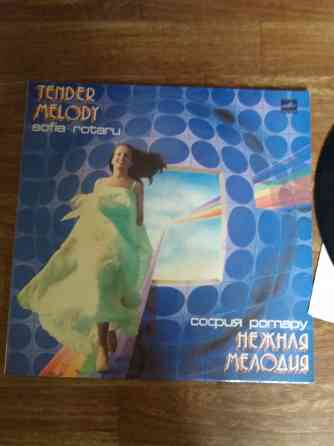 TENDER
MELODY
sofia rotaru
софия ротару
НЕЖНАЯ
МЕЛОДИЯ